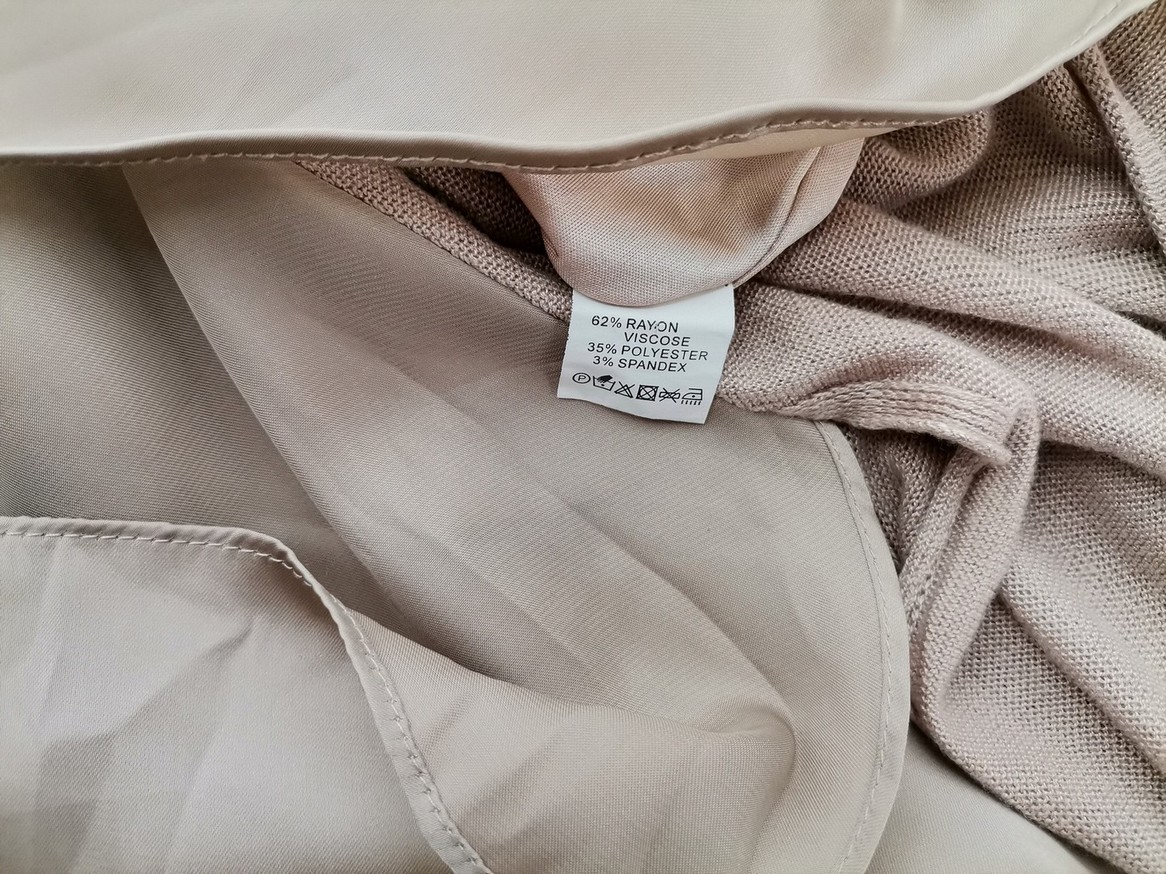 62% RAYON
VISCOSE
35% POLYESTER
3% SPANDEX
P